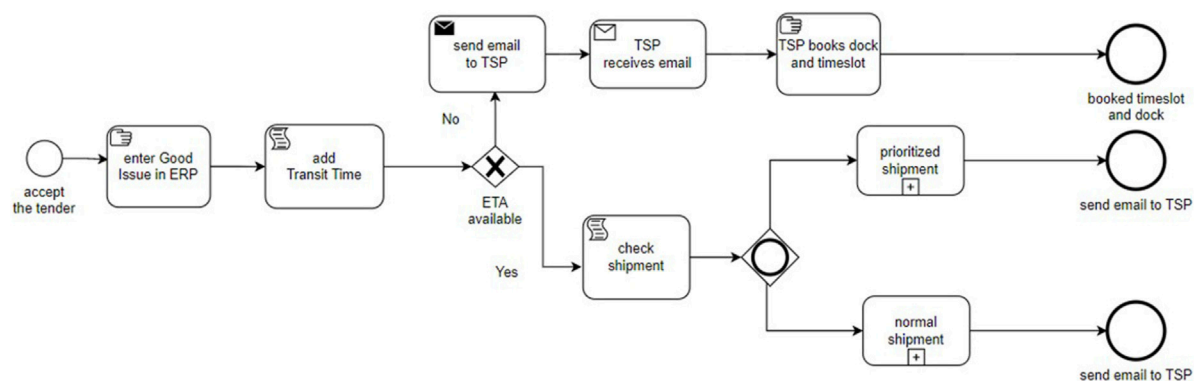 send email
to TSP
TSP
receives email
TSP books dock
and timeslot
booked timeslot
and dock
No
accept
the tender
enter Good
Issue in ERP
add
Transit Time
ETA
available
prioritized
shipment
send email to TSP
Yes
check
shipment
normal
shipment
send email to TSP